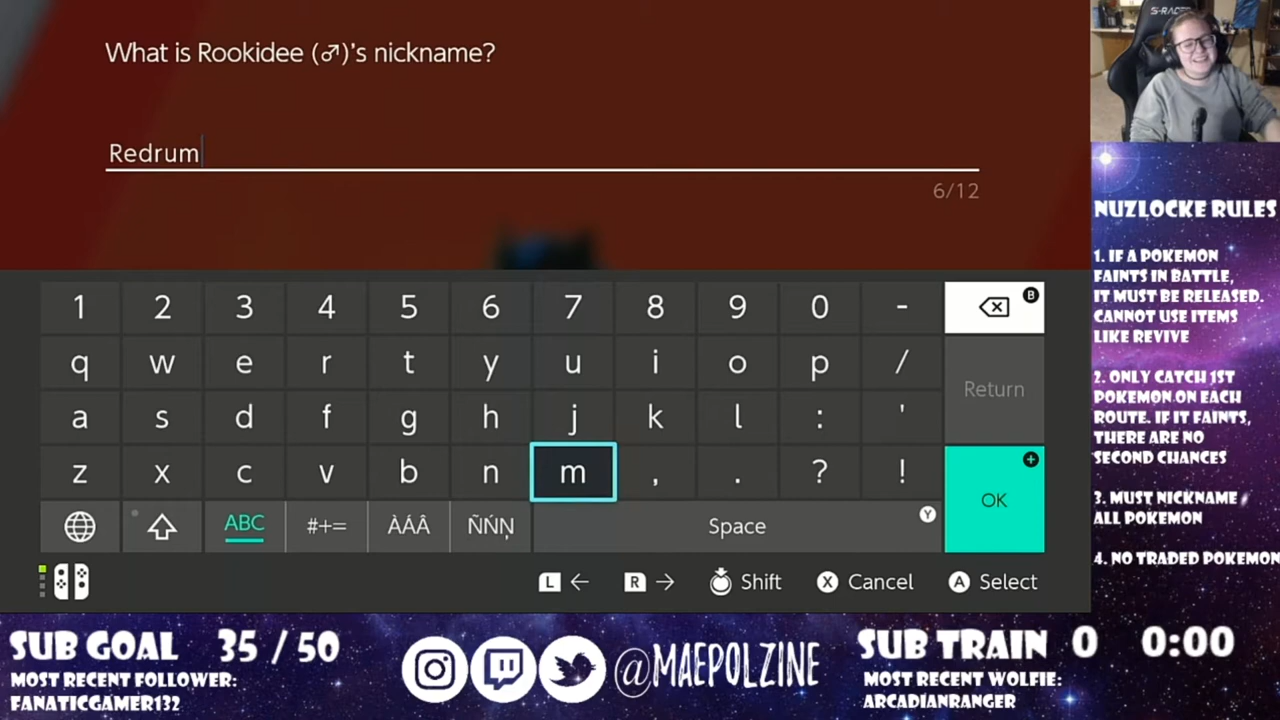 What is Rookidee (♂)'s nickname?
Redrum
6/12
1 2 3 4 5 6 7 8 9 0 - B
q w e r t y u i o p /
Return
a s d f g h j k l : '
z x c v b n m , . ? ! +
OK
ABC #+= ÀÁÂ ÑŃŅ Space Y
L ← R → Shift X Cancel A Select
NUZLOCKE RULES
1. IF A POKEMON
FAINTS IN BATTLE,
IT MUST BE RELEASED.
CANNOT USE ITEMS
LIKE REVIVE
2. ONLY CATCH 1ST
POKEMON ON EACH
ROUTE. IF IT FAINTS,
THERE ARE NO
SECOND CHANCES
3. MUST NICKNAME
ALL POKEMON
4. NO TRADED POKEMON
SUB GOAL 35 / 50
MOST RECENT FOLLOWER:
FANATICGAMER132
@MAEPOLZINE
SUB TRAIN 0 0:00
MOST RECENT WOLFIE:
ARCADIANRANGER